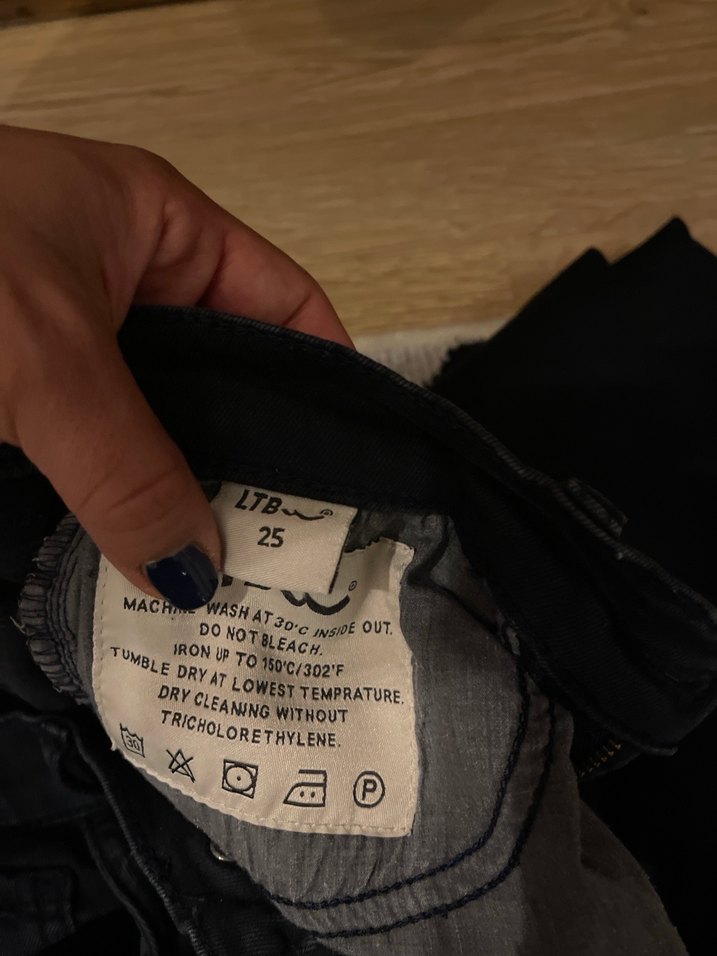 LTB
25
MACHINE WASH AT 30°C INSIDE OUT.
DO NOT BLEACH.
IRON UP TO 150°C/302°F
TUMBLE DRY AT LOWEST TEMPRATURE.
DRY CLEANING WITHOUT
TRICHOLORETHYLENE.
30 P